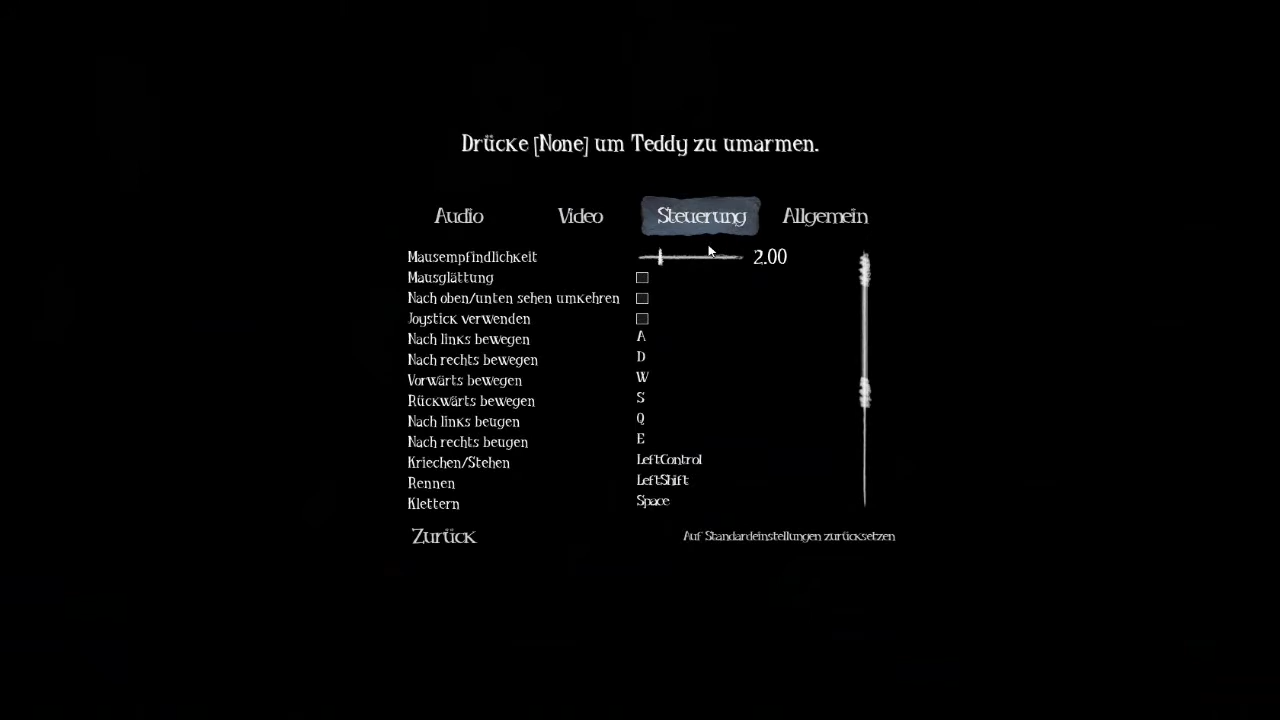 Drücke [None] um Teddy zu umarmen.
Audio Video Steuerung Allgemein
Mausempfindlichkeit 2.00
Mausglättung
Nach oben/unten sehen umkehren
Joystick verwenden
Nach links bewegen A
Nach rechts bewegen D
Vorwärts bewegen W
Rückwärts bewegen S
Nach links beugen Q
Nach rechts beugen E
Kriechen/Stehen LeftControl
Rennen LeftShift
Klettern Space
Zurück Auf Standardeinstellungen zurücksetzen